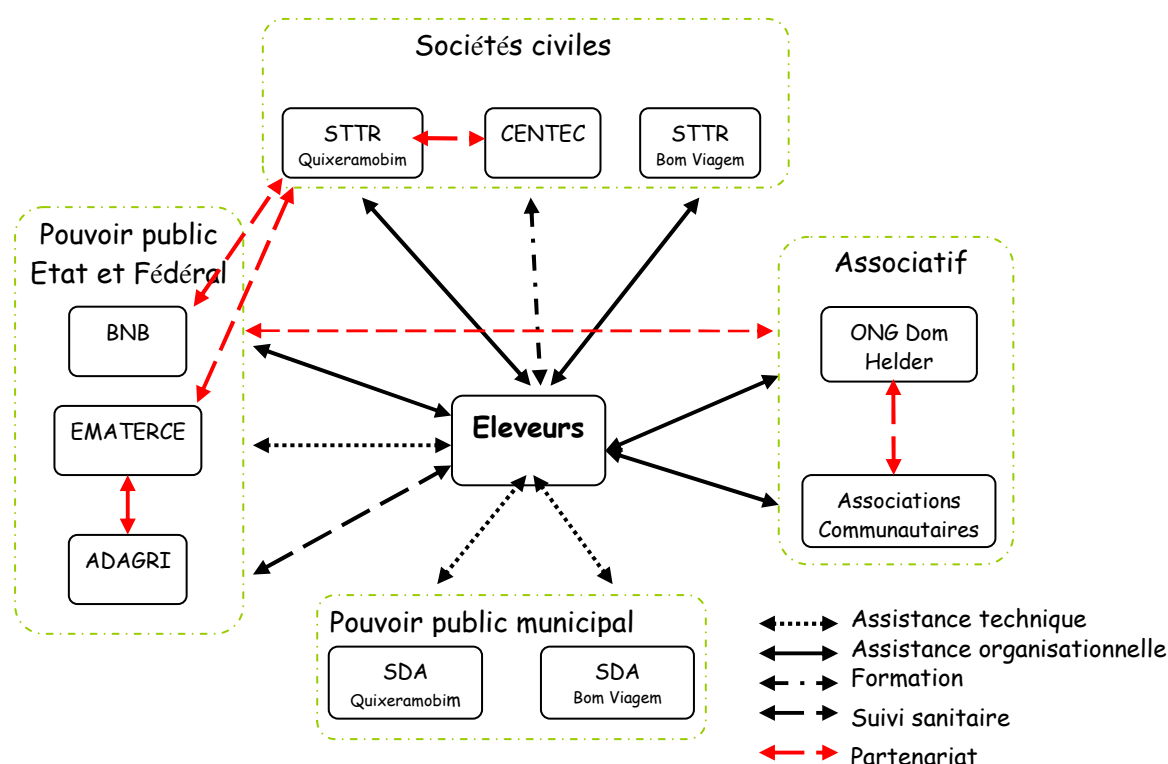 Sociétés civiles
STTR
Quixeramobim
CENTEC
STTR
Bom Viagem
Pouvoir public
Etat et Fédéral
BNB
EMATERCE
ADAGRI
Eleveurs
Associatif
ONG Dom
Helder
Associations
Communautaires
Pouvoir public municipal
SDA
Quixeramobim
SDA
Bom Viagem
Assistance technique
Assistance organisationnelle
Formation
Suivi sanitaire
Partenariat